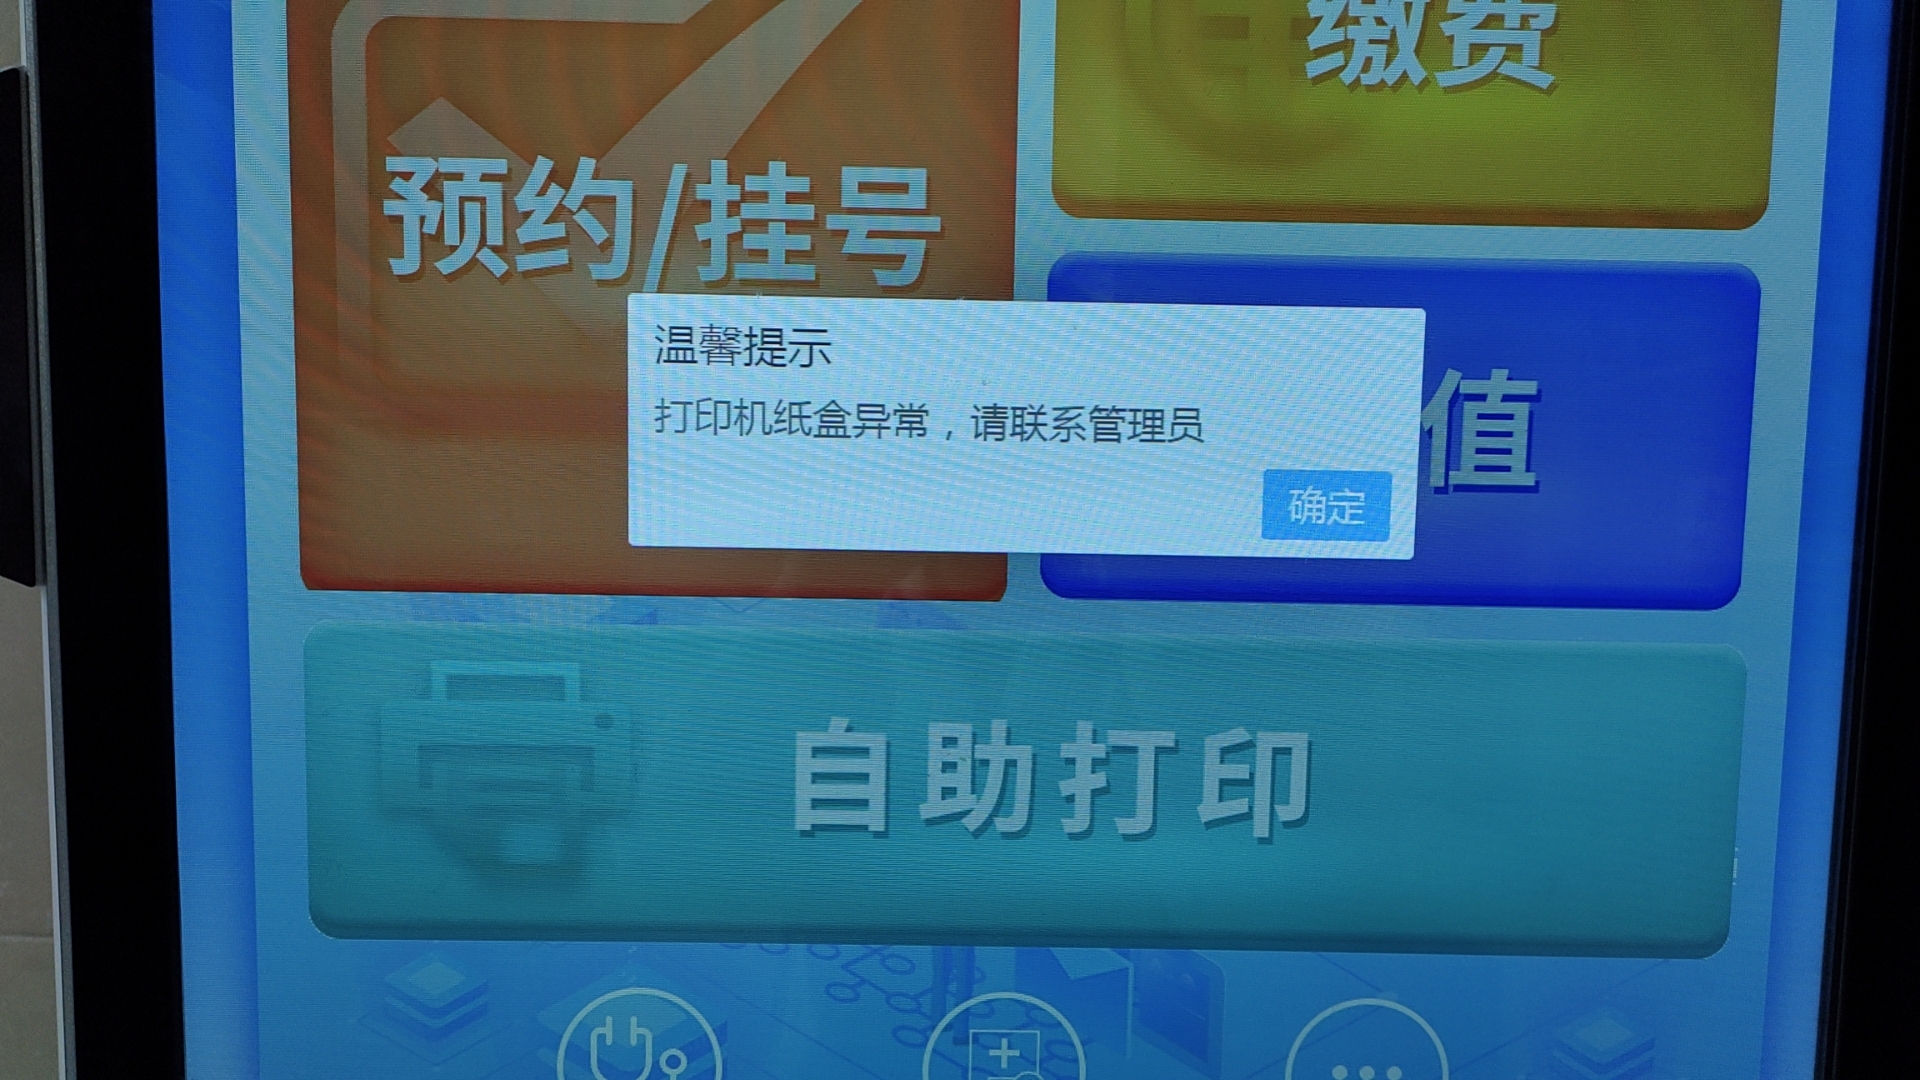 缴费
预约/挂号
温馨提示
打印机纸盒异常，请联系管理员
确定
值
自助打印